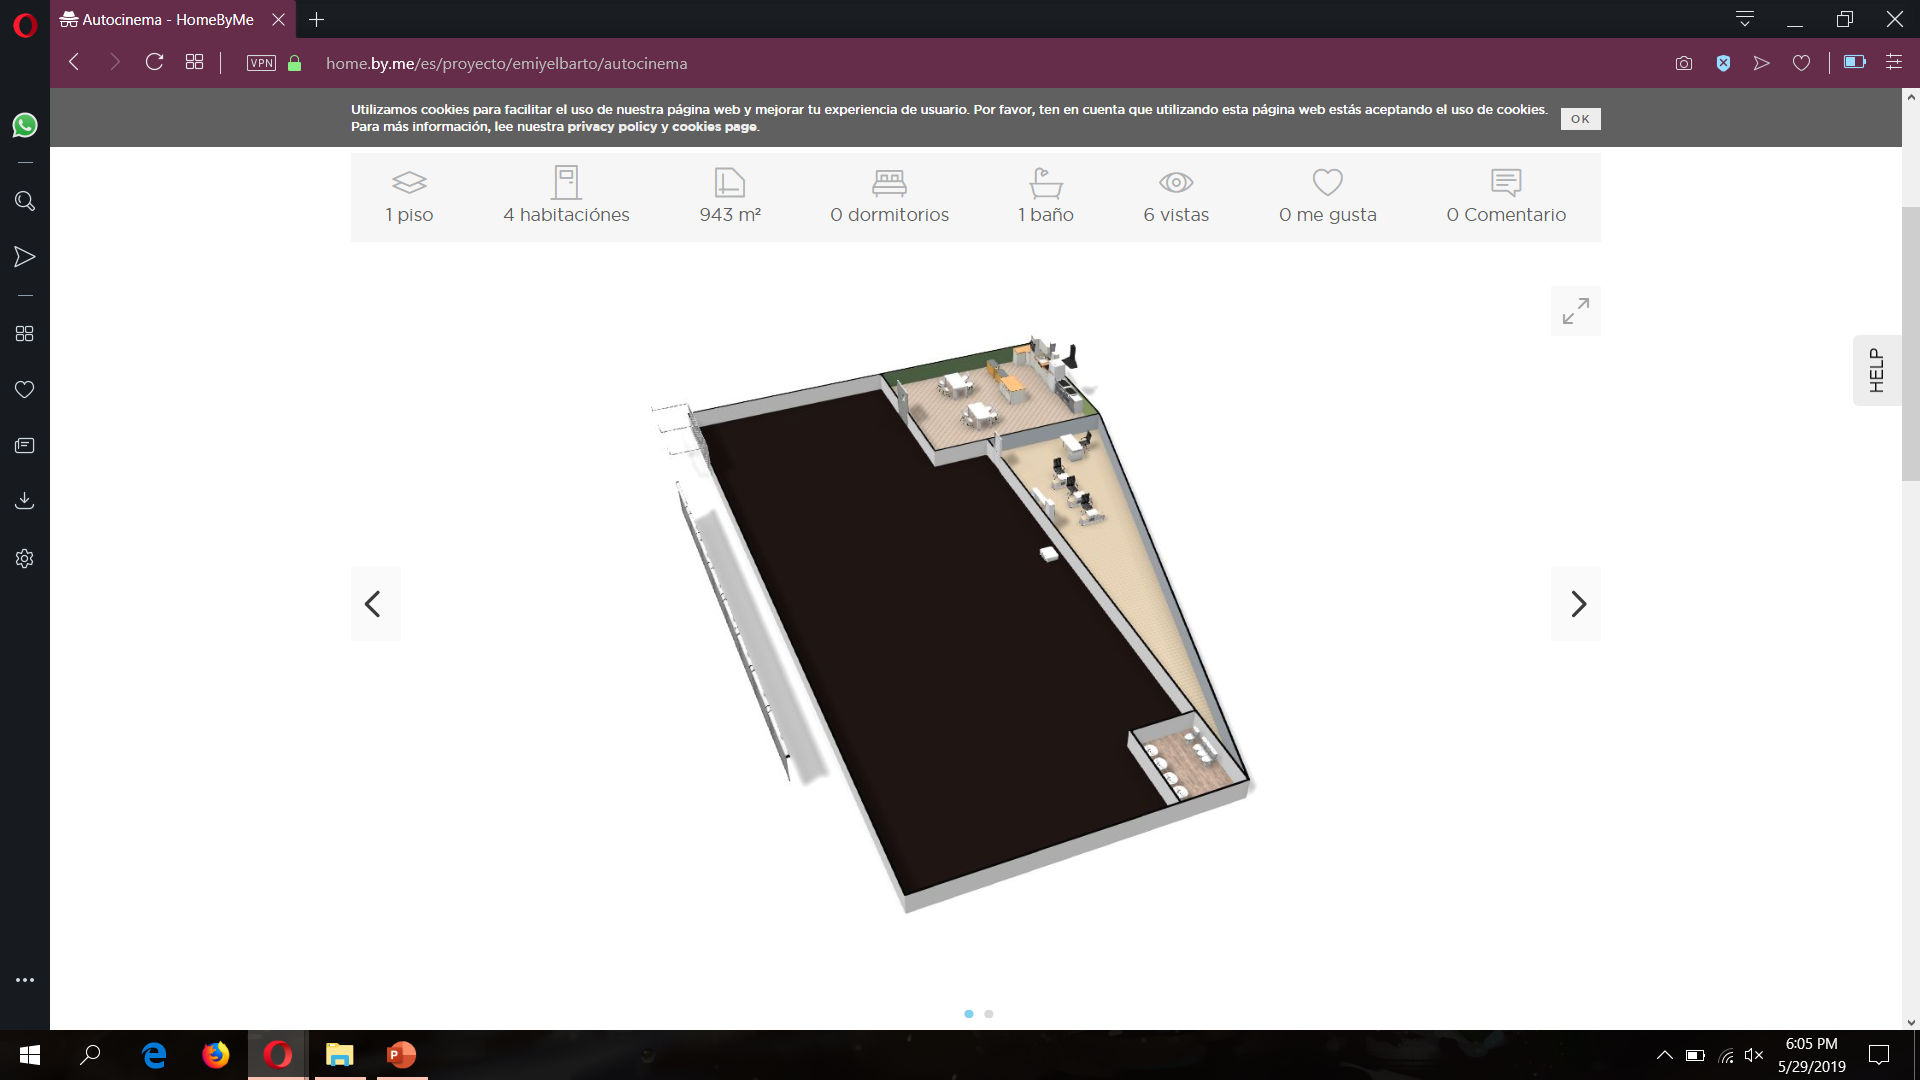 Autocinema - HomeByMe
VPN
home.by.me/es/proyecto/emiyelbarto/autocinema
Utilizamos cookies para facilitar el uso de nuestra página web y mejorar tu experiencia de usuario. Por favor, ten en cuenta que utilizando esta página web estás aceptando el uso de cookies.
Para más información, lee nuestra privacy policy y cookies page.
OK
1 piso
4 habitaciónes
943 m²
0 dormitorios
1 baño
6 vistas
0 me gusta
0 Comentario
HELP
6:05 PM
5/29/2019